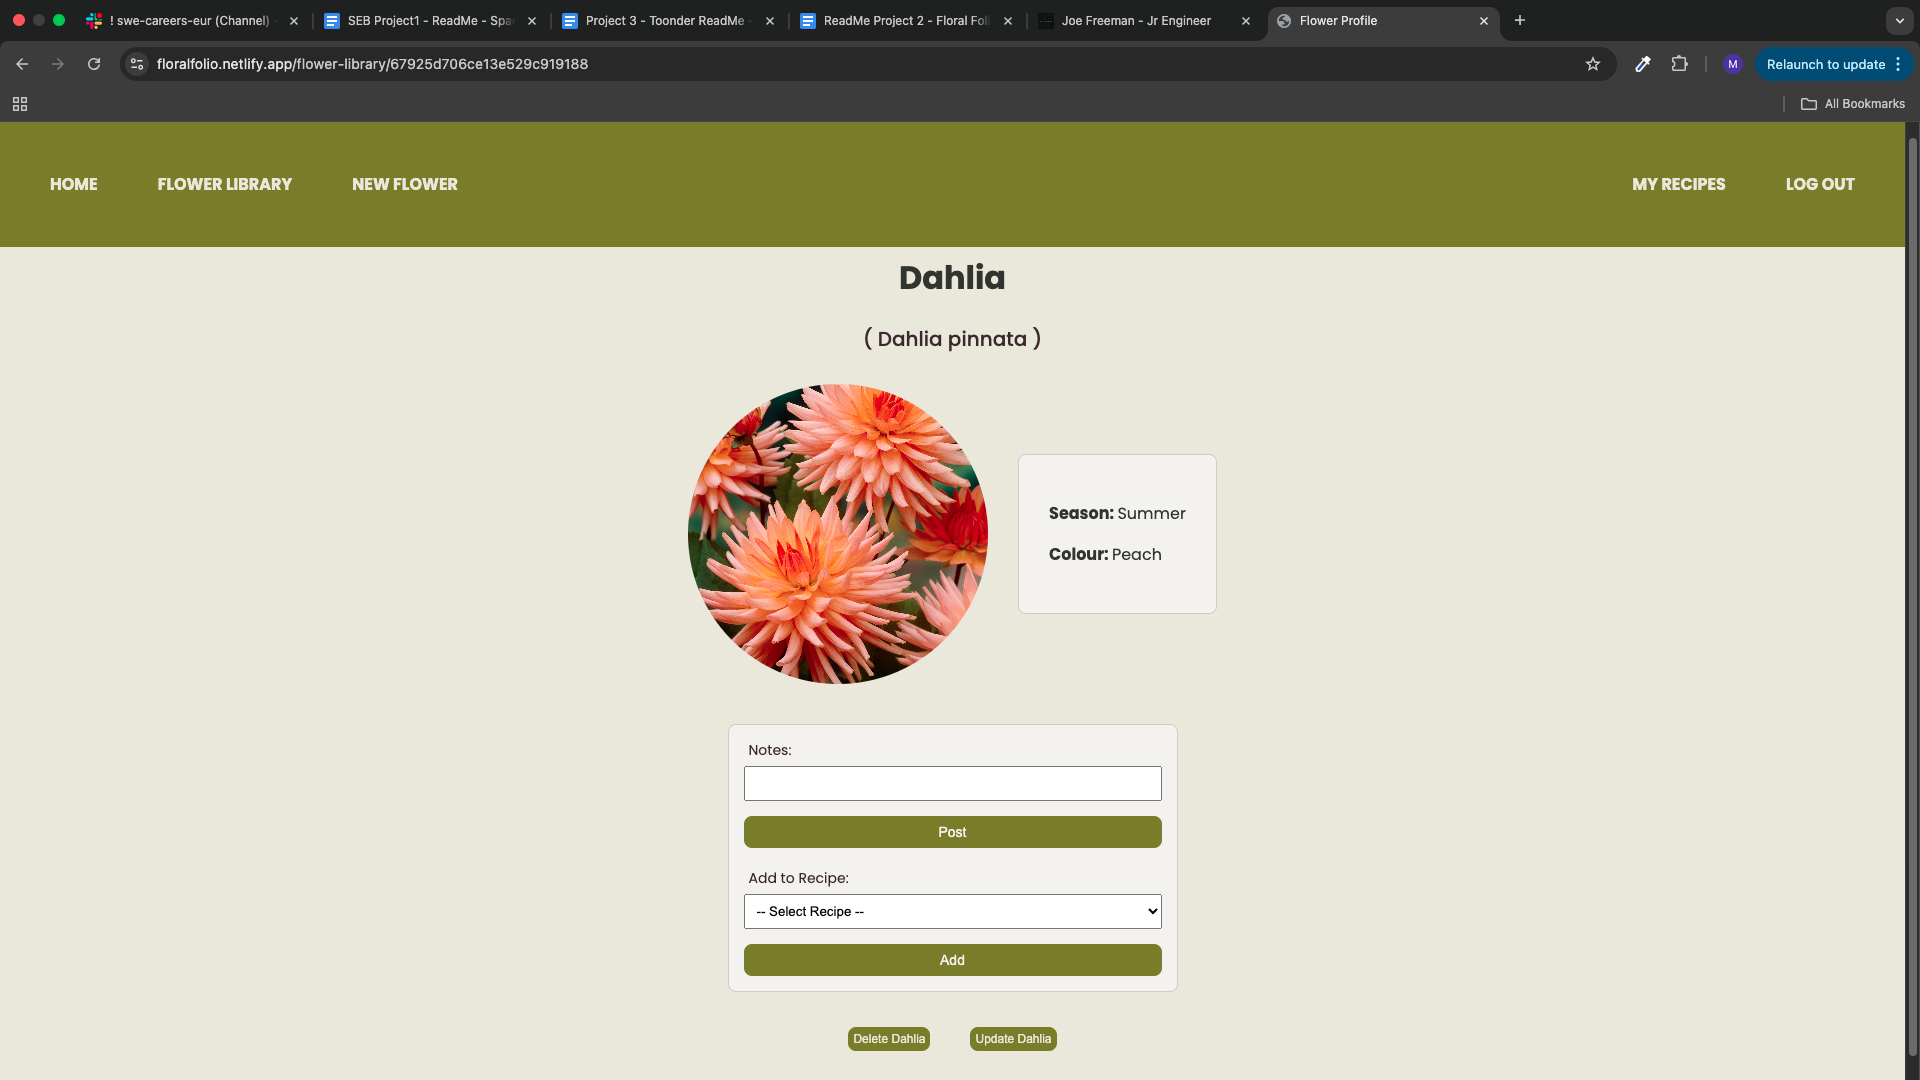 ! swe-careers-eur (Channel)
SEB Project1 - ReadMe - Spa
Project 3 - Toonder ReadMe -
ReadMe Project 2 - Floral Foli
Joe Freeman - Jr Engineer
Flower Profile
floralfolio.netlify.app/flower-library/67925d706ce13e529c919188
M
Relaunch to update
All Bookmarks
HOME FLOWER LIBRARY NEW FLOWER MY RECIPES LOG OUT
Dahlia
( Dahlia pinnata )
Season: Summer
Colour: Peach
Notes:
Post
Add to Recipe:
-- Select Recipe --
Add
Delete Dahlia Update Dahlia